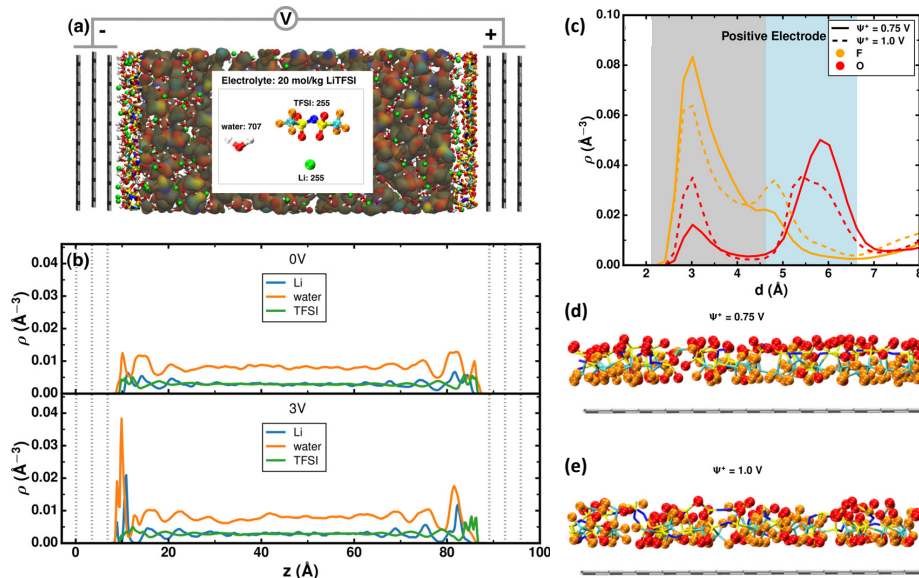 (a)
V
-
+
Electrolyte: 20 mol/kg LiTFSI
TFSI: 255
water: 707
Li: 255
(b)
0V
Li
water
TFSI
ρ (Å⁻³)
0.04
0.03
0.02
0.01
0.00
3V
Li
water
TFSI
ρ (Å⁻³)
0.04
0.03
0.02
0.01
0.00
0 20 40 60 80 100
z (Å)
(c)
Positive Electrode
Ψ⁺ = 0.75 V
Ψ⁺ = 1.0 V
F
O
ρ (Å⁻³)
0.10
0.08
0.06
0.04
0.02
0.00
2 3 4 5 6 7 8
d (Å)
(d)
Ψ⁺ = 0.75 V
(e)
Ψ⁺ = 1.0 V